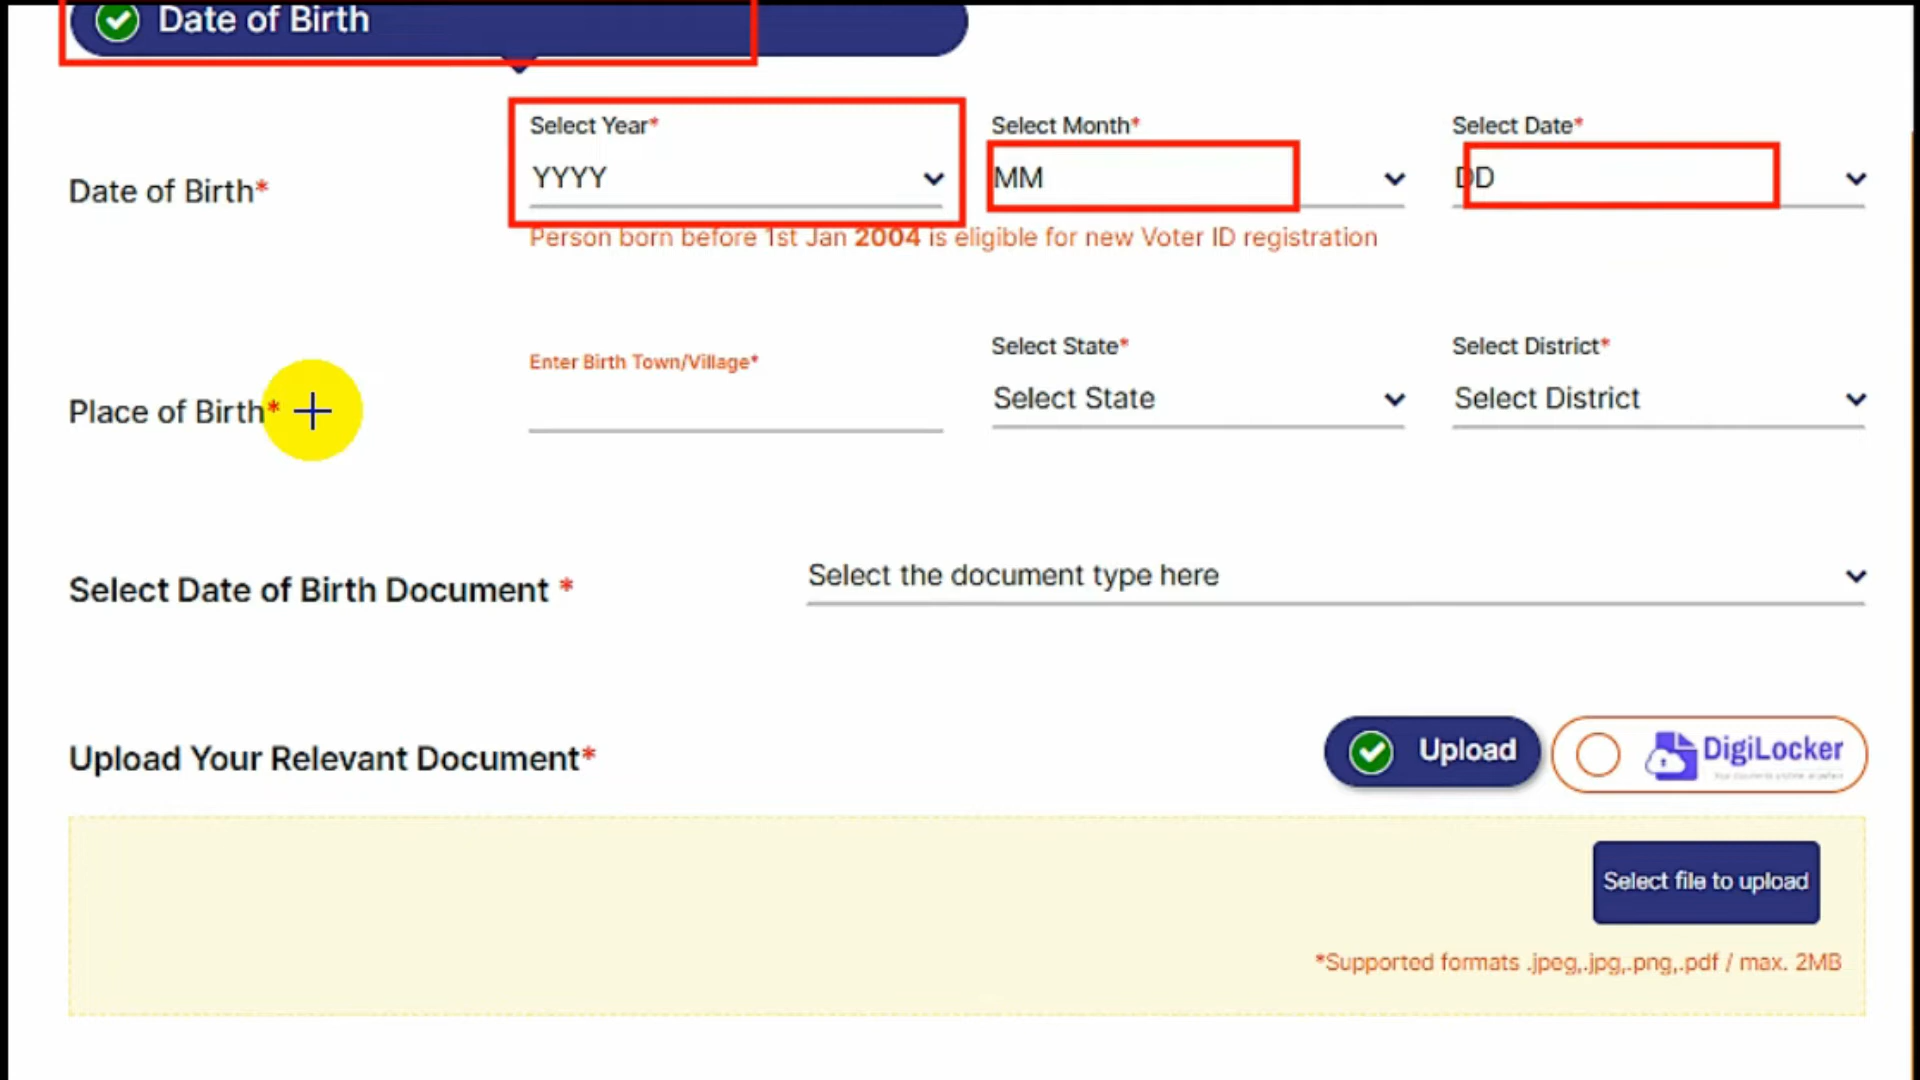 Date of Birth
Select Year*
Select Month*
Select Date*
Date of Birth*
YYYY
MM
DD
Person born before 1st Jan 2004 is eligible for new Voter ID registration
Enter Birth Town/Village*
Select State*
Select District*
Place of Birth*
Select State
Select District
Select Date of Birth Document *
Select the document type here
Upload Your Relevant Document*
Upload
DigiLocker
Select file to upload
*Supported formats .jpeg,.jpg,.png,.pdf / max. 2MB